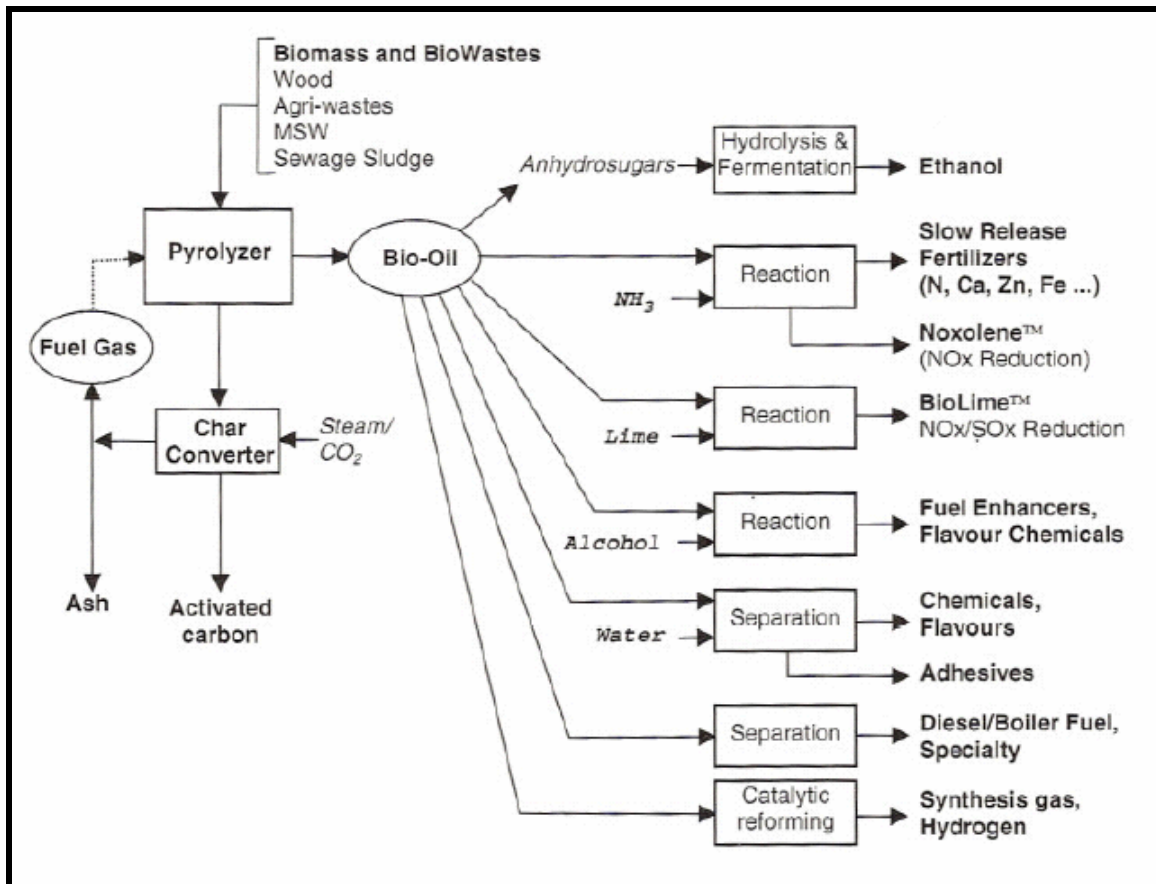 Biomass and BioWastes
Wood
Agri-wastes
MSW
Sewage Sludge
Pyrolyzer
Fuel Gas
Char
Converter
Steam/
CO2
Ash
Activated
carbon
Bio-Oil
Anhydrosugars
Hydrolysis &
Fermentation
Ethanol
NH3
Reaction
Slow Release
Fertilizers
(N, Ca, Zn, Fe ...)
Noxolene™
(NOx Reduction)
Lime
Reaction
BioLime™
NOx/SOx Reduction
Alcohol
Reaction
Fuel Enhancers,
Flavour Chemicals
Water
Separation
Chemicals,
Flavours
Adhesives
Separation
Diesel/Boiler Fuel,
Specialty
Catalytic
reforming
Synthesis gas,
Hydrogen